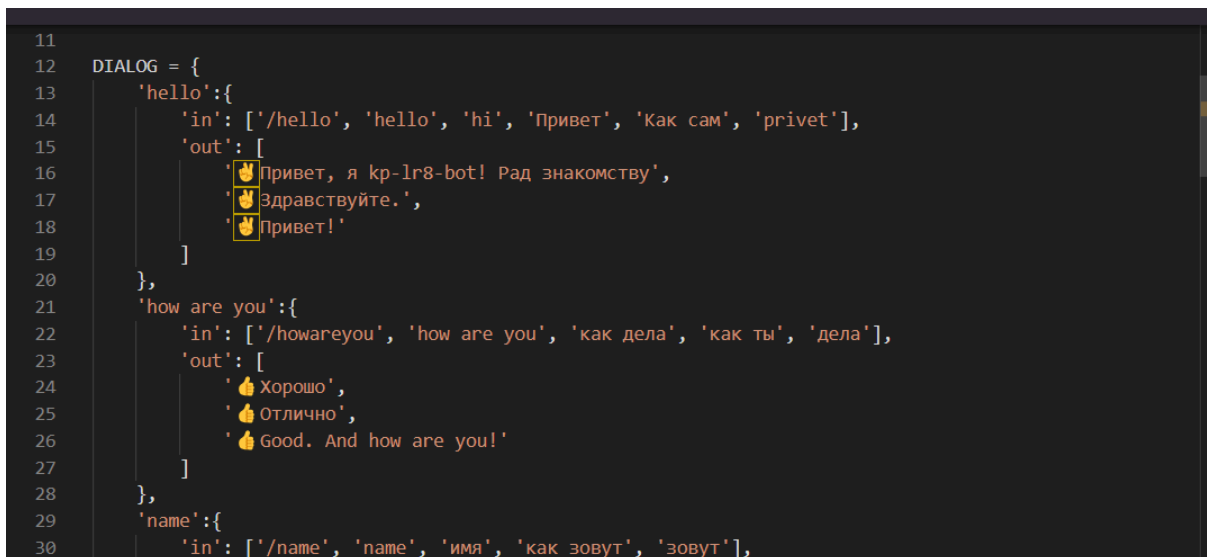 11
12 DIALOG = {
13 'hello':{
14 'in': ['/hello', 'hello', 'hi', 'Привет', 'Как сам', 'privet'],
15 'out': [
16 '✌Привет, я kp-lr8-bot! Рад знакомству',
17 '✌Здравствуйте.',
18 '✌Привет!'
19 ]
20 },
21 'how are you':{
22 'in': ['/howareyou', 'how are you', 'как дела', 'как ты', 'дела'],
23 'out': [
24 '👍Хорошо',
25 '👍Отлично',
26 '👍Good. And how are you!'
27 ]
28 },
29 'name':{
30 'in': ['/name', 'name', 'имя', 'как зовут', 'зовут'],